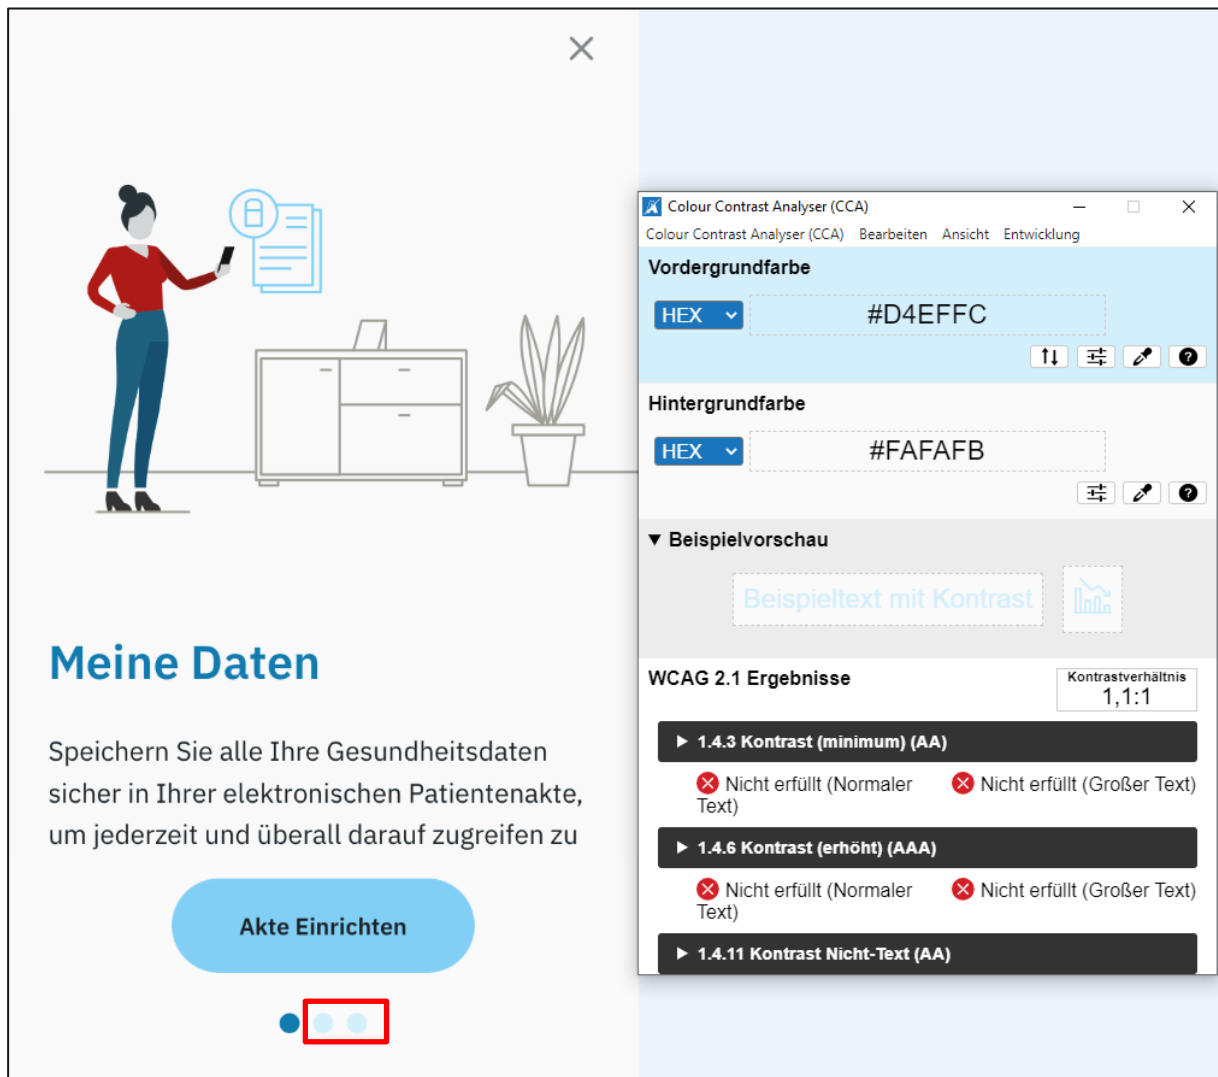 Meine Daten
Speichern Sie alle Ihre Gesundheitsdaten
sicher in Ihrer elektronischen Patientenakte,
um jederzeit und überall darauf zugreifen zu
Akte Einrichten
Colour Contrast Analyser (CCA)
Colour Contrast Analyser (CCA) Bearbeiten Ansicht Entwicklung
Vordergrundfarbe
HEX #D4EFFC
Hintergrundfarbe
HEX #FAFAFB
Beispielvorschau
Beispieltext mit Kontrast
WCAG 2.1 Ergebnisse
Kontrastverhältnis
1,1:1
1.4.3 Kontrast (minimum) (AA)
Nicht erfüllt (Normaler Text)
Nicht erfüllt (Großer Text)
1.4.6 Kontrast (erhöht) (AAA)
Nicht erfüllt (Normaler Text)
Nicht erfüllt (Großer Text)
1.4.11 Kontrast Nicht-Text (AA)